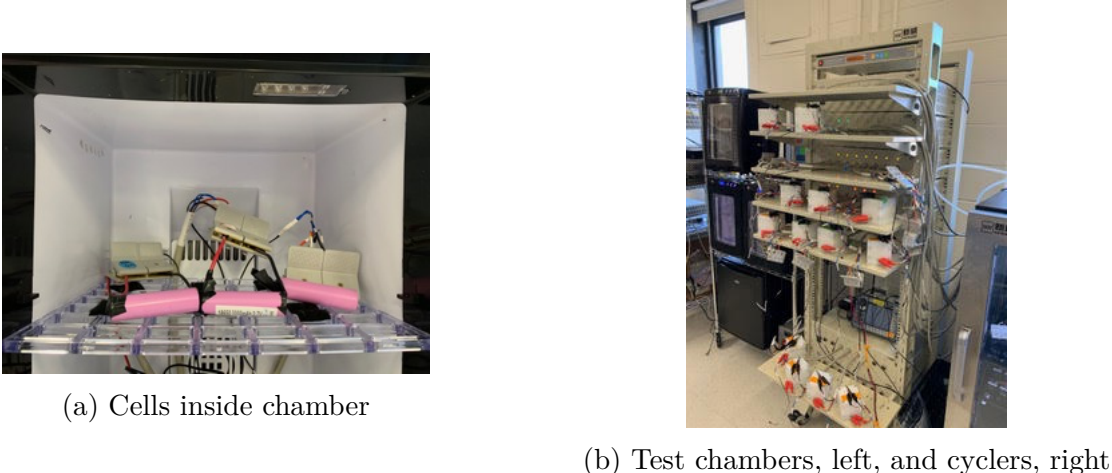 (a) Cells inside chamber
(b) Test chambers, left, and cyclers, right